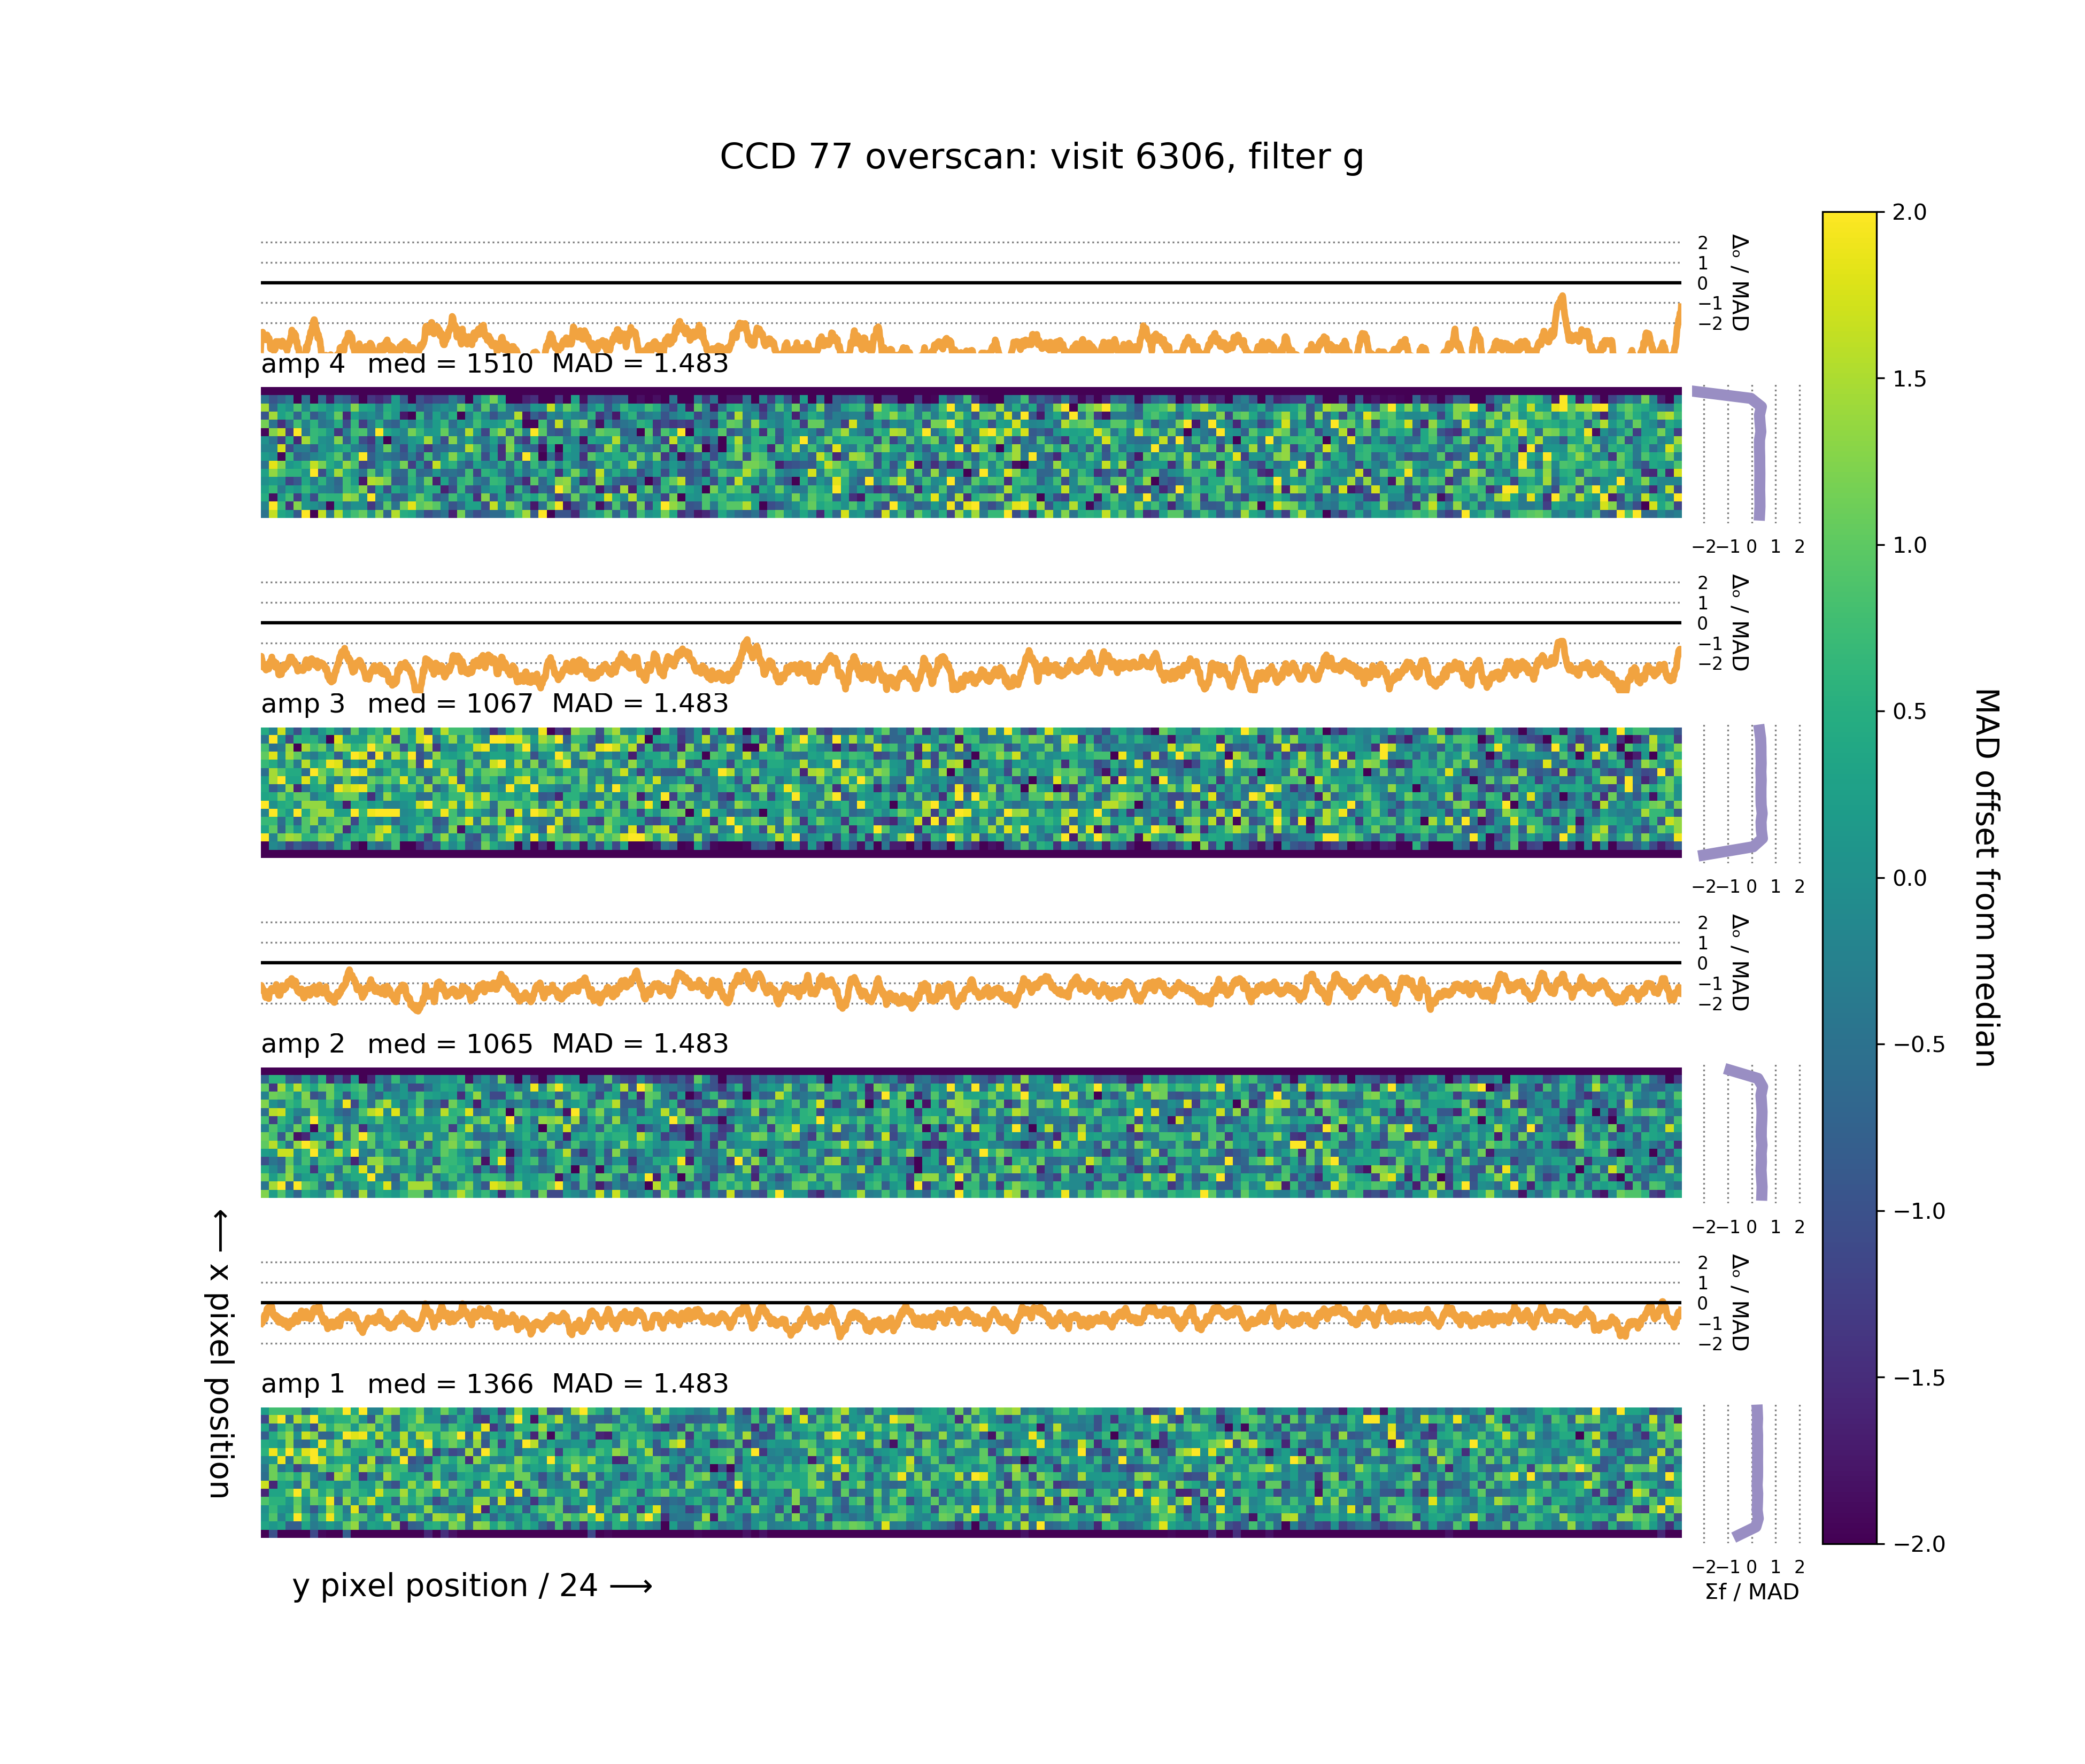 CCD 77 overscan: visit 6306, filter g
2
1
0
−1
−2
Δₒ / MAD
amp 4 med = 1510 MAD = 1.483
−2 −1 0 1 2
2
1
0
−1
−2
Δₒ / MAD
amp 3 med = 1067 MAD = 1.483
−2 −1 0 1 2
2
1
0
−1
−2
Δₒ / MAD
amp 2 med = 1065 MAD = 1.483
−2 −1 0 1 2
2
1
0
−1
−2
Δₒ / MAD
amp 1 med = 1366 MAD = 1.483
−2 −1 0 1 2
Σf / MAD
y pixel position / 24 ⟶
⟵ x pixel position
2.0
1.5
1.0
0.5
0.0
−0.5
−1.0
−1.5
−2.0
MAD offset from median